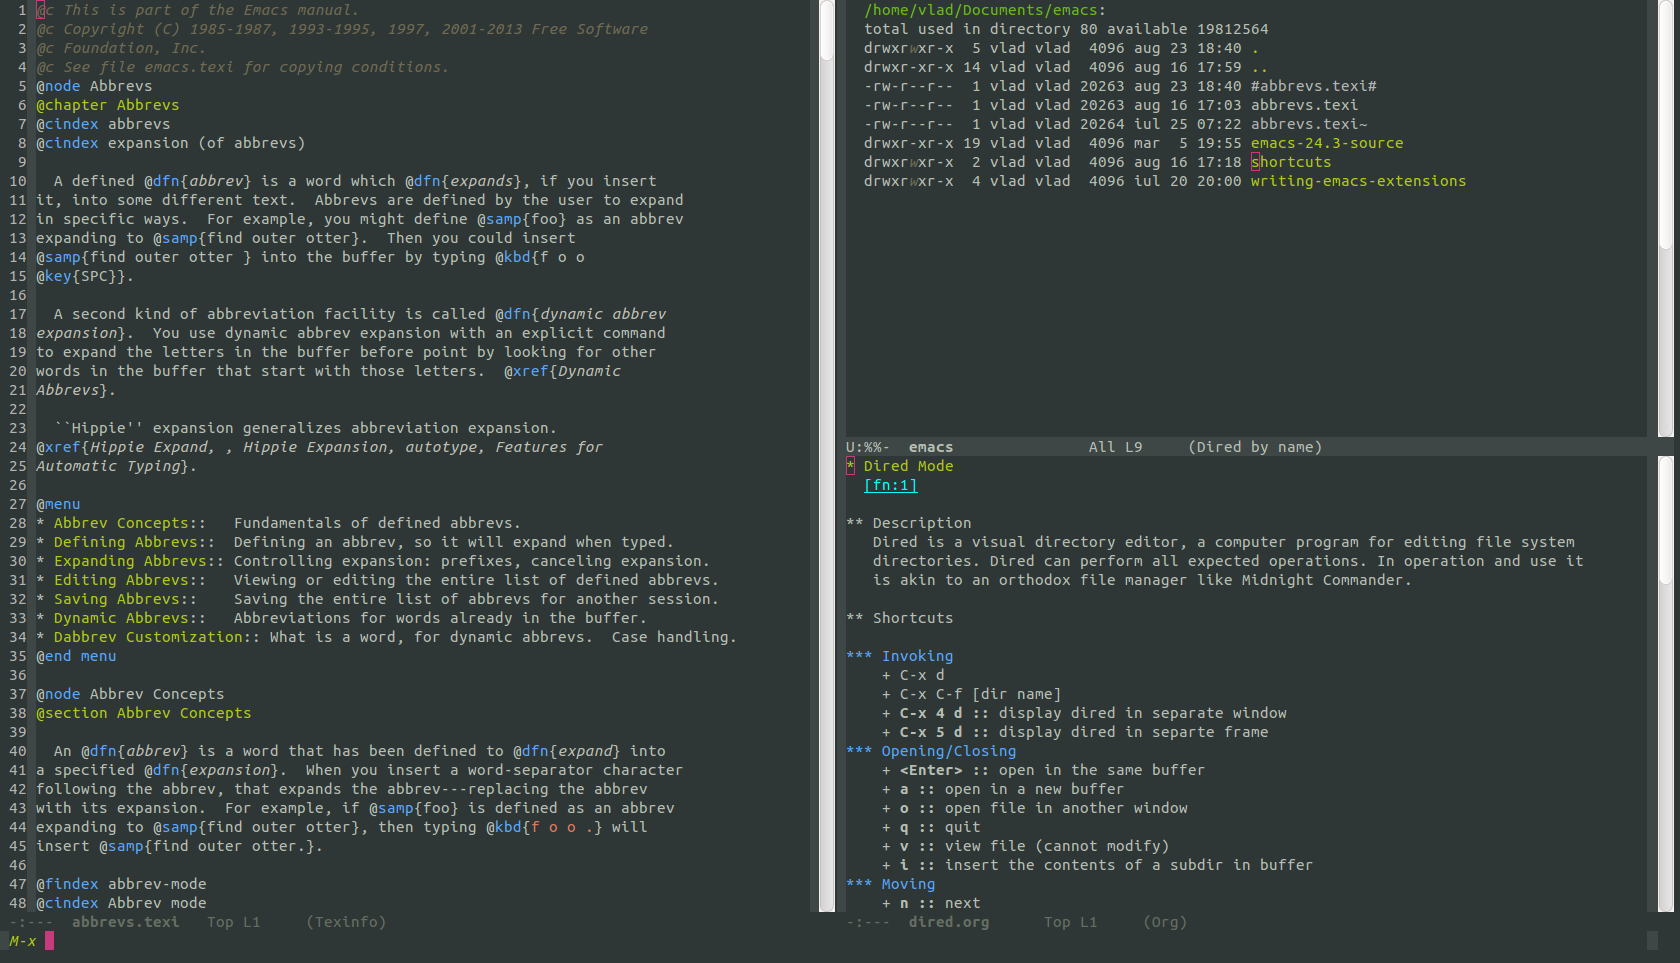 1 @c This is part of the Emacs manual.
2 @c Copyright (C) 1985-1987, 1993-1995, 1997, 2001-2013 Free Software
3 @c Foundation, Inc.
4 @c See file emacs.texi for copying conditions.
5 @node Abbrevs
6 @chapter Abbrevs
7 @cindex abbrevs
8 @cindex expansion (of abbrevs)
9
10   A defined @dfn{abbrev} is a word which @dfn{expands}, if you insert
11 it, into some different text.  Abbrevs are defined by the user to expand
12 in specific ways.  For example, you might define @samp{foo} as an abbrev
13 expanding to @samp{find outer otter}.  Then you could insert
14 @samp{find outer otter } into the buffer by typing @kbd{f o o
15 @key{SPC}}.
16
17   A second kind of abbreviation facility is called @dfn{dynamic abbrev
18 expansion}.  You use dynamic abbrev expansion with an explicit command
19 to expand the letters in the buffer before point by looking for other
20 words in the buffer that start with those letters.  @xref{Dynamic
21 Abbrevs}.
22
23   ``Hippie'' expansion generalizes abbreviation expansion.
24 @xref{Hippie Expand, , Hippie Expansion, autotype, Features for
25 Automatic Typing}.
26
27 @menu
28 * Abbrev Concepts::   Fundamentals of defined abbrevs.
29 * Defining Abbrevs::  Defining an abbrev, so it will expand when typed.
30 * Expanding Abbrevs:: Controlling expansion: prefixes, canceling expansion.
31 * Editing Abbrevs::   Viewing or editing the entire list of defined abbrevs.
32 * Saving Abbrevs::    Saving the entire list of abbrevs for another session.
33 * Dynamic Abbrevs::   Abbreviations for words already in the buffer.
34 * Dabbrev Customization:: What is a word, for dynamic abbrevs.  Case handling.
35 @end menu
36
37 @node Abbrev Concepts
38 @section Abbrev Concepts
39
40   An @dfn{abbrev} is a word that has been defined to @dfn{expand} into
41 a specified @dfn{expansion}.  When you insert a word-separator character
42 following the abbrev, that expands the abbrev---replacing the abbrev
43 with its expansion.  For example, if @samp{foo} is defined as an abbrev
44 expanding to @samp{find outer otter}, then typing @kbd{f o o .} will
45 insert @samp{find outer otter.}.
46
47 @findex abbrev-mode
48 @cindex Abbrev mode
-:---  abbrevs.texi   Top L1     (Texinfo)
M-x
/home/vlad/Documents/emacs:
total used in directory 80 available 19812564
drwxrwxr-x  5 vlad vlad  4096 aug 23 18:40 .
drwxr-xr-x 14 vlad vlad  4096 aug 16 17:59 ..
-rw-r--r--  1 vlad vlad 20263 aug 23 18:40 #abbrevs.texi#
-rw-r--r--  1 vlad vlad 20263 aug 16 17:03 abbrevs.texi
-rw-r--r--  1 vlad vlad 20264 iul 25 07:22 abbrevs.texi~
drwxr-xr-x 19 vlad vlad  4096 mar  5 19:55 emacs-24.3-source
drwxrwxr-x  2 vlad vlad  4096 aug 16 17:18 shortcuts
drwxrwxr-x  4 vlad vlad  4096 iul 20 20:00 writing-emacs-extensions
U:%%-  emacs               All L9     (Dired by name)
* Dired Mode
[fn:1]
** Description
Dired is a visual directory editor, a computer program for editing file system
directories. Dired can perform all expected operations. In operation and use it
is akin to an orthodox file manager like Midnight Commander.
** Shortcuts
*** Invoking
+ C-x d
+ C-x C-f [dir name]
+ C-x 4 d :: display dired in separate window
+ C-x 5 d :: display dired in separte frame
*** Opening/Closing
+ <Enter> :: open in the same buffer
+ a :: open in a new buffer
+ o :: open file in another window
+ q :: quit
+ v :: view file (cannot modify)
+ i :: insert the contents of a subdir in buffer
*** Moving
+ n :: next
-:---  dired.org      Top L1     (Org)